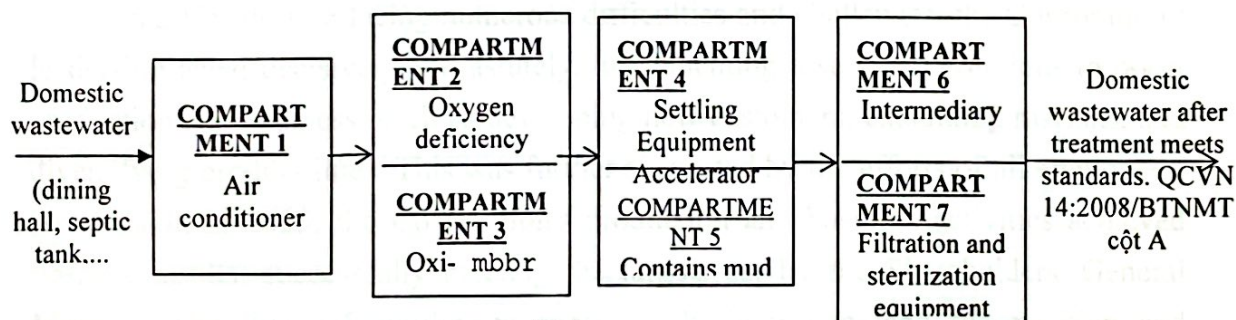 Domestic
wastewater
(dining
hall, septic
tank,...
COMPART
MENT 1
Air
conditioner
COMPARTM
ENT 2
Oxygen
deficiency
COMPARTM
ENT 3
Oxi- mbbr
COMPARTM
ENT 4
Settling
Equipment
Accelerator
COMPARTME
NT 5
Contains mud
COMPART
MENT 6
Intermediary
COMPART
MENT 7
Filtration and
sterilization
equipment
Domestic
wastewater after
treatment meets
standards. QCVN
14:2008/BTNMT
cột A